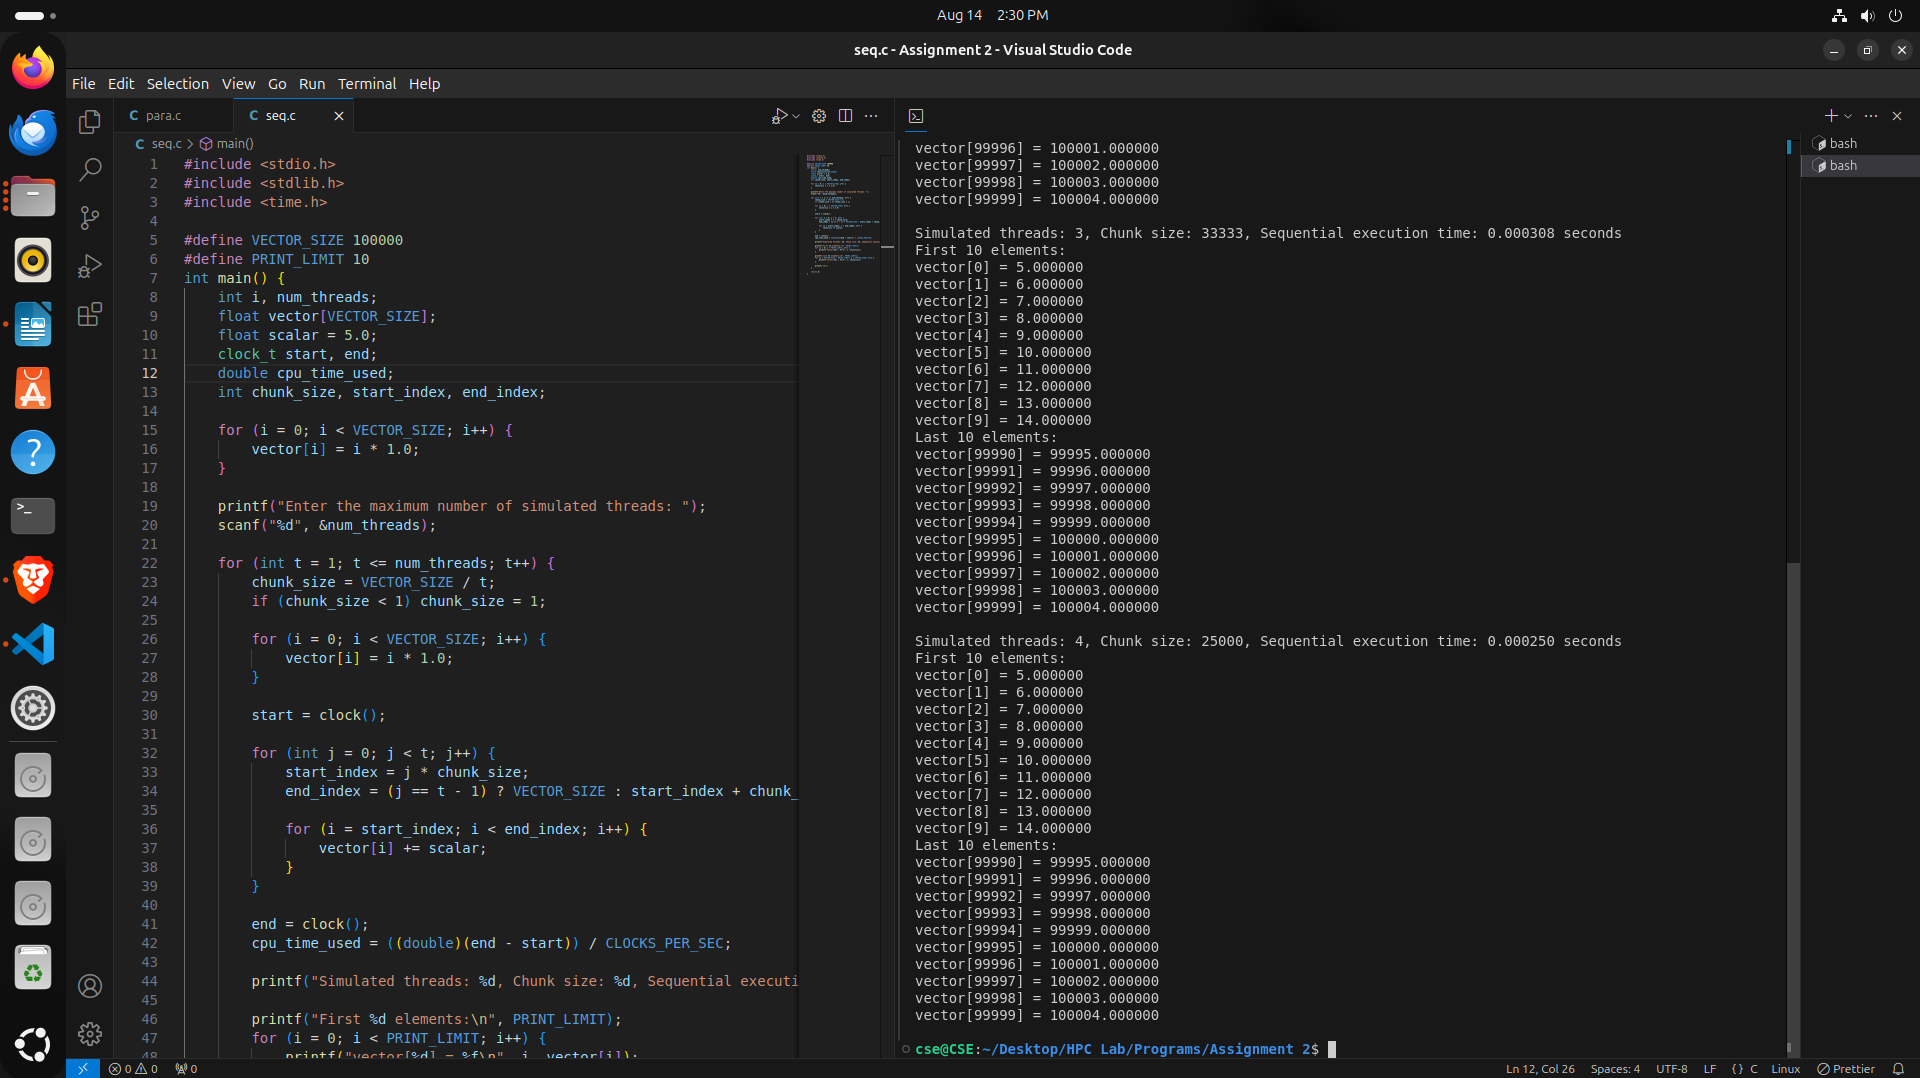 Aug 14 2:30 PM
seq.c - Assignment 2 - Visual Studio Code
File Edit Selection View Go Run Terminal Help
C para.c
C seq.c
C seq.c > main()
1 #include <stdio.h>
2 #include <stdlib.h>
3 #include <time.h>
4
5 #define VECTOR_SIZE 100000
6 #define PRINT_LIMIT 10
7 int main() {
8 int i, num_threads;
9 float vector[VECTOR_SIZE];
10 float scalar = 5.0;
11 clock_t start, end;
12 double cpu_time_used;
13 int chunk_size, start_index, end_index;
14
15 for (i = 0; i < VECTOR_SIZE; i++) {
16 vector[i] = i * 1.0;
17 }
18
19 printf("Enter the maximum number of simulated threads: ");
20 scanf("%d", &num_threads);
21
22 for (int t = 1; t <= num_threads; t++) {
23 chunk_size = VECTOR_SIZE / t;
24 if (chunk_size < 1) chunk_size = 1;
25
26 for (i = 0; i < VECTOR_SIZE; i++) {
27 vector[i] = i * 1.0;
28 }
29
30 start = clock();
31
32 for (int j = 0; j < t; j++) {
33 start_index = j * chunk_size;
34 end_index = (j == t - 1) ? VECTOR_SIZE : start_index + chunk_
35
36 for (i = start_index; i < end_index; i++) {
37 vector[i] += scalar;
38 }
39 }
40
41 end = clock();
42 cpu_time_used = ((double)(end - start)) / CLOCKS_PER_SEC;
43
44 printf("Simulated threads: %d, Chunk size: %d, Sequential executi
45
46 printf("First %d elements:\n", PRINT_LIMIT);
47 for (i = 0; i < PRINT_LIMIT; i++) {
48 printf("vector[%d] = %f\n", i, vector[i]);
vector[99996] = 100001.000000
vector[99997] = 100002.000000
vector[99998] = 100003.000000
vector[99999] = 100004.000000
Simulated threads: 3, Chunk size: 33333, Sequential execution time: 0.000308 seconds
First 10 elements:
vector[0] = 5.000000
vector[1] = 6.000000
vector[2] = 7.000000
vector[3] = 8.000000
vector[4] = 9.000000
vector[5] = 10.000000
vector[6] = 11.000000
vector[7] = 12.000000
vector[8] = 13.000000
vector[9] = 14.000000
Last 10 elements:
vector[99990] = 99995.000000
vector[99991] = 99996.000000
vector[99992] = 99997.000000
vector[99993] = 99998.000000
vector[99994] = 99999.000000
vector[99995] = 100000.000000
vector[99996] = 100001.000000
vector[99997] = 100002.000000
vector[99998] = 100003.000000
vector[99999] = 100004.000000
Simulated threads: 4, Chunk size: 25000, Sequential execution time: 0.000250 seconds
First 10 elements:
vector[0] = 5.000000
vector[1] = 6.000000
vector[2] = 7.000000
vector[3] = 8.000000
vector[4] = 9.000000
vector[5] = 10.000000
vector[6] = 11.000000
vector[7] = 12.000000
vector[8] = 13.000000
vector[9] = 14.000000
Last 10 elements:
vector[99990] = 99995.000000
vector[99991] = 99996.000000
vector[99992] = 99997.000000
vector[99993] = 99998.000000
vector[99994] = 99999.000000
vector[99995] = 100000.000000
vector[99996] = 100001.000000
vector[99997] = 100002.000000
vector[99998] = 100003.000000
vector[99999] = 100004.000000
cse@CSE:~/Desktop/HPC Lab/Programs/Assignment 2$
bash
bash
0 0 0
Ln 12, Col 26 Spaces: 4 UTF-8 LF {} C Linux Prettier